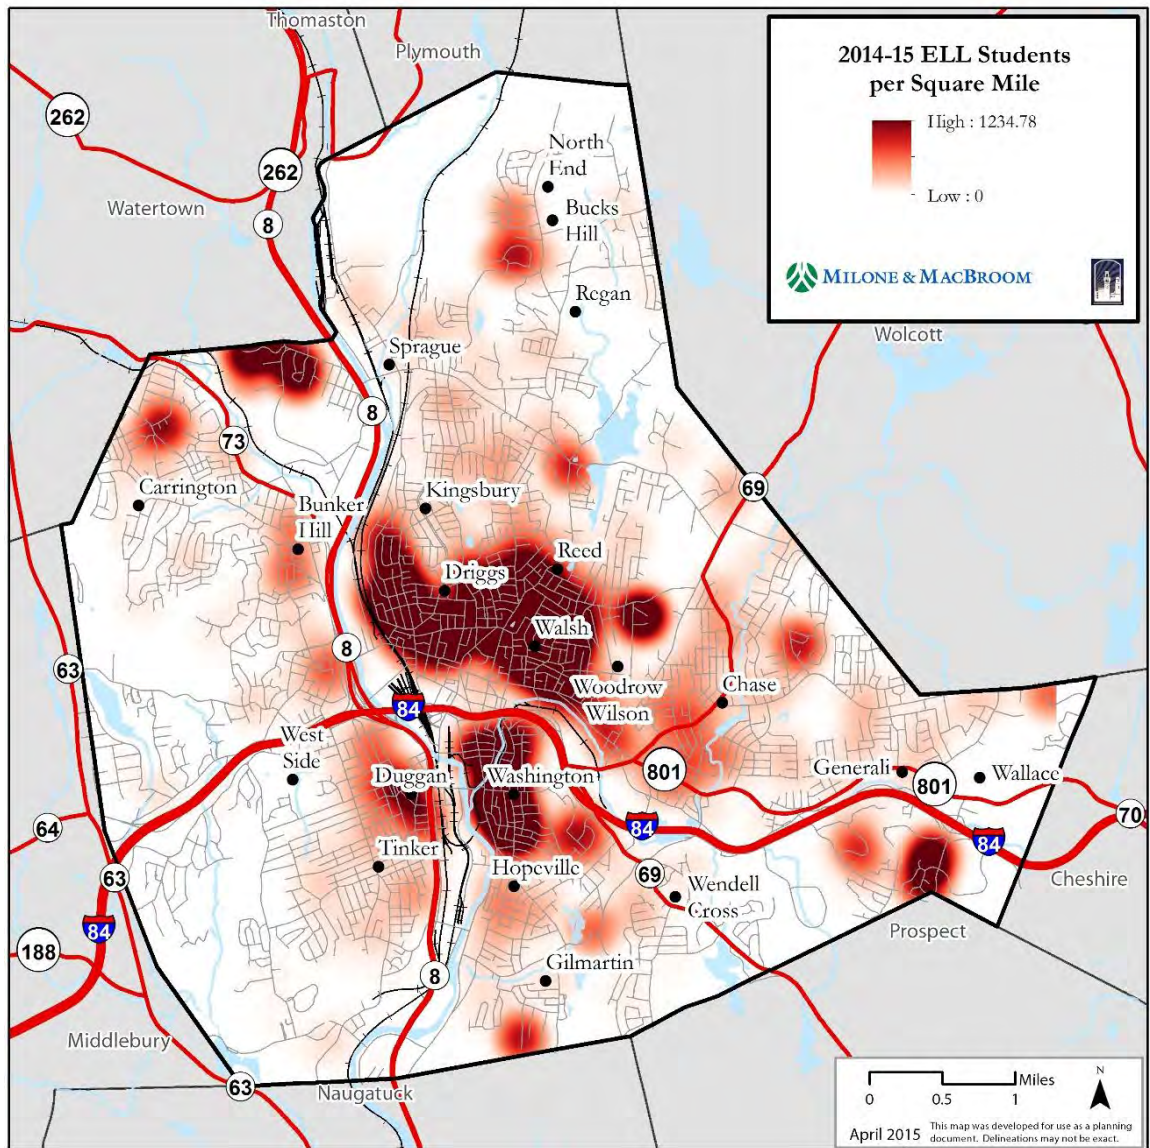 Thomaston
Plymouth
2014-15 ELL Students
per Square Mile
High : 1234.78
Low : 0
MILONE & MACBROOM
262
262
Watertown
8
North
End
Bucks
Hill
Regan
Wolcott
Sprague
8
73
Carrington
Bunker
Hill
Kingsbury
69
Reed
Driggs
Walsh
8
63
Woodrow
Wilson
Chase
84
West
Side
Duggan
Washington
801
Generali
801
Wallace
64
84
84
70
Tinker
63
Hopeville
69
Wendell
Cross
Cheshire
84
188
Prospect
8
Gilmartin
Middlebury
63
Naugatuck
Miles
0
0.5
1
N
April 2015
This map was developed for use as a planning
document. Delineations may not be exact.